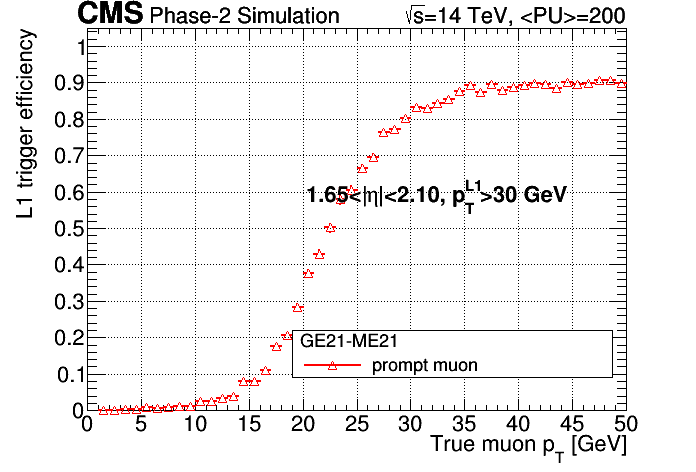 CMS Phase-2 Simulation √s=14 TeV, <PU>=200
L1 trigger efficiency
1
0.9
0.8
0.7
0.6
0.5
0.4
0.3
0.2
0.1
0
1.65<|η|<2.10, p_T^L1>30 GeV
GE21-ME21
prompt muon
0 5 10 15 20 25 30 35 40 45 50
True muon p_T [GeV]